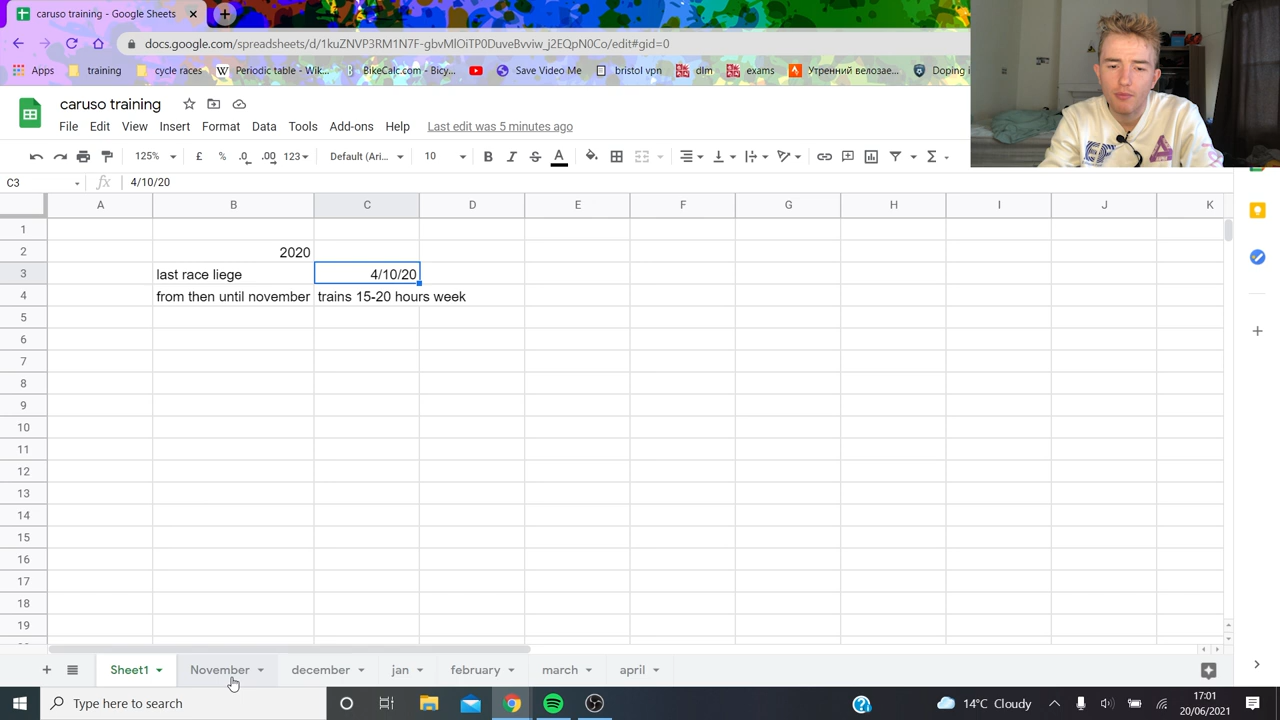 caruso training - Google Sheets
docs.google.com/spreadsheets/d/1kuZNVP3RM1N7F-gbvMlOiTP0DuveBvviw_j2EQpN0Co/edit#gid=0
Apps training cycle races Periodic table - Wik... BikeCalc.com - Bicy... Save Video Me bristol vpn dlm exams Утренний велозае... Doping i
caruso training
File Edit View Insert Format Data Tools Add-ons Help Last edit was 5 minutes ago
125% £ % .0 .00 123 Default (Ari... 10 B I S A Σ
C3 fx 4/10/20
A B C D E F G H I J K
1
2 2020
3 last race liege 4/10/20
4 from then until november trains 15-20 hours week
5
6
7
8
9
10
11
12
13
14
15
16
17
18
19
Sheet1 November december jan february march april
Type here to search 14°C Cloudy 17:01
20/06/2021